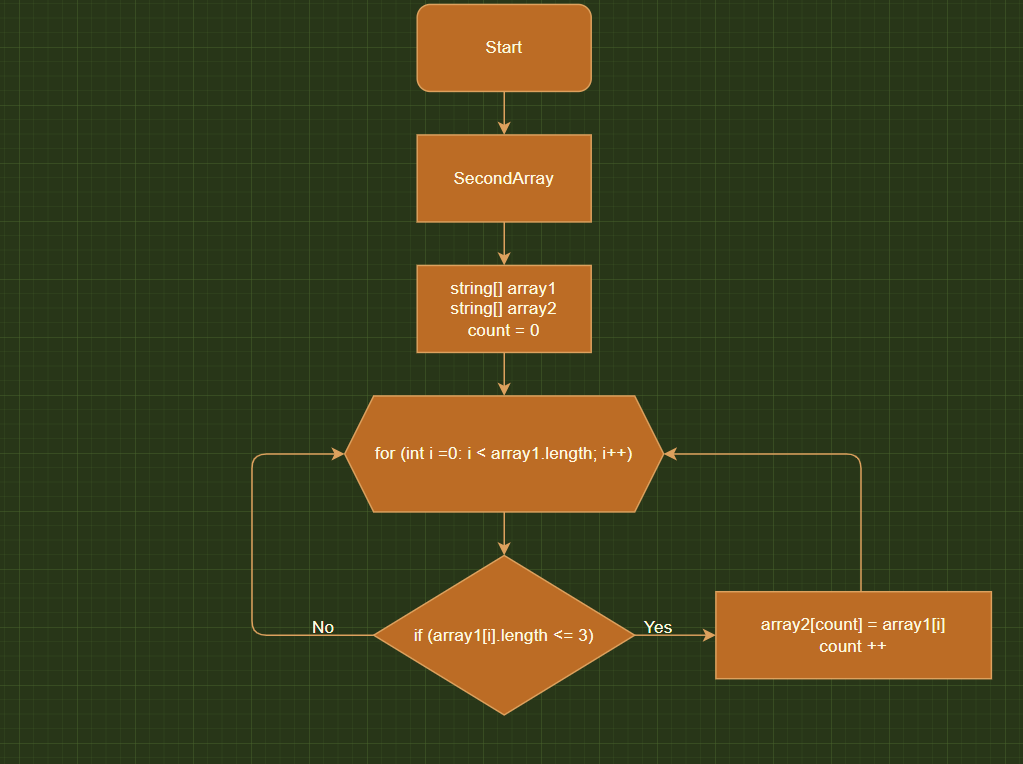 Start
SecondArray
string[] array1
string[] array2
count = 0
for (int i =0: i < array1.length; i++)
if (array1[i].length <= 3)
No
Yes
array2[count] = array1[i]
count ++